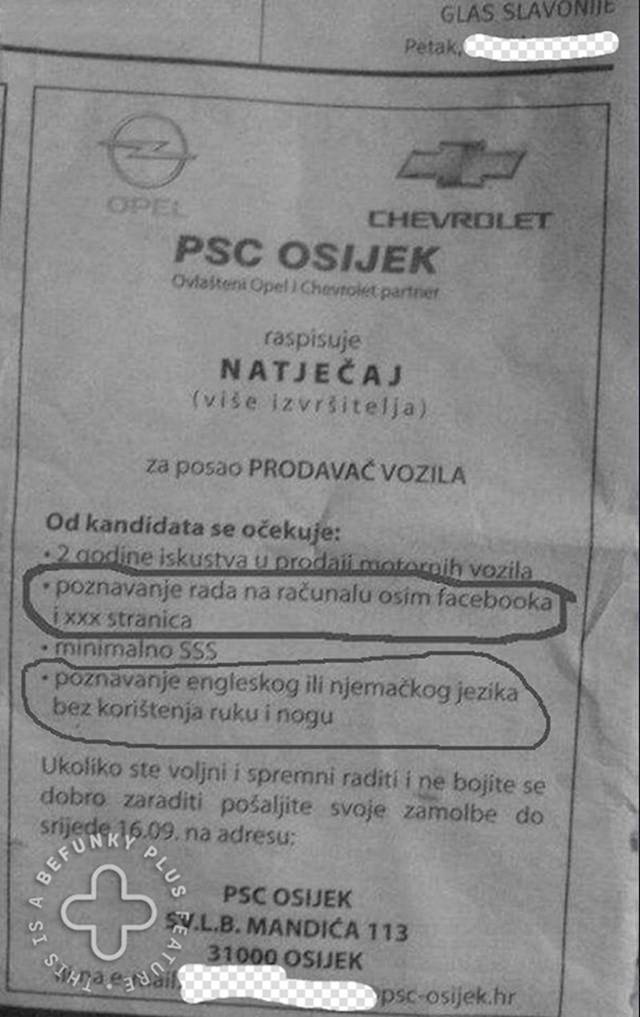 GLAS SLAVONIJE
Petak,
OPEL
CHEVROLET
PSC OSIJEK
Ovlašteni Opel i Chevrolet partner
raspisuje
NATJEČAJ
(više izvršitelja)
za posao PRODAVAČ VOZILA
Od kandidata se očekuje:
• 2 godine iskustva u prodaji motornih vozila
• poznavanje rada na računalu osim facebooka
i xxx stranica
• minimalno SSS
• poznavanje engleskog ili njemačkog jezika
bez korištenja ruku i nogu
Ukoliko ste voljni i spremni raditi i ne bojite se
dobro zaraditi pošaljite svoje zamolbe do
srijede 16.09. na adresu:
PSC OSIJEK
SV.L.B. MANDIĆA 113
31000 OSIJEK
na e-mail:
psc-osijek.hr
THIS IS A BEFUNKY PLUS FEATURE